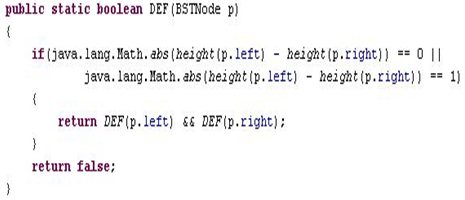 public static boolean DEF(BSTNode p)
{
if(java.lang.Math.abs(height(p.left) - height(p.right)) == 0 ||
java.lang.Math.abs(height(p.left) - height(p.right)) == 1)
{
return DEF(p.left) && DEF(p.right);
}
return false;
}